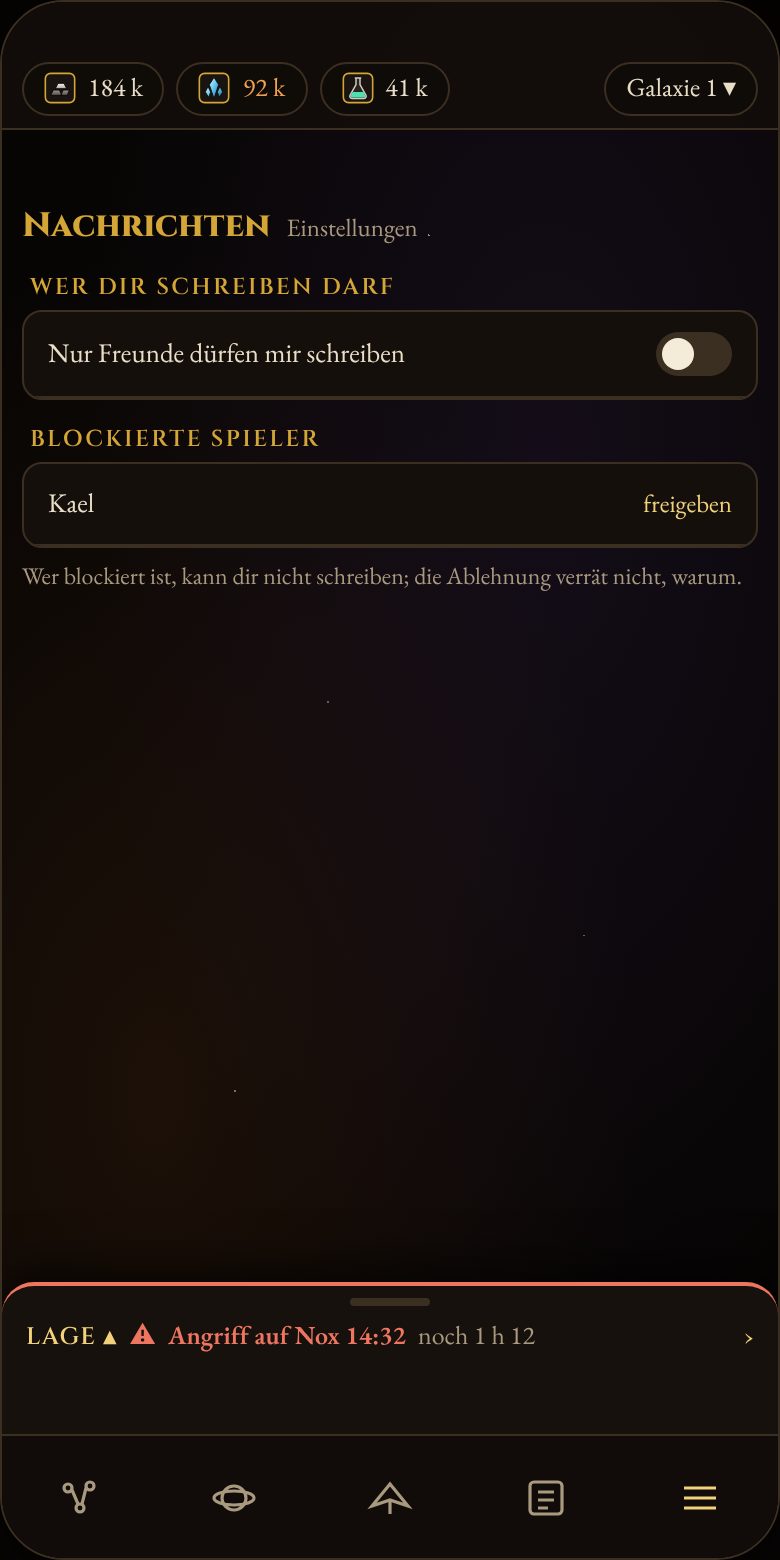 184 k 92 k 41 k Galaxie 1 ▾
Nachrichten Einstellungen
WER DIR SCHREIBEN DARF
Nur Freunde dürfen mir schreiben
BLOCKIERTE SPIELER
Kael freigeben
Wer blockiert ist, kann dir nicht schreiben; die Ablehnung verrät nicht, warum.
LAGE ▴ Angriff auf Nox 14:32 noch 1 h 12 ›